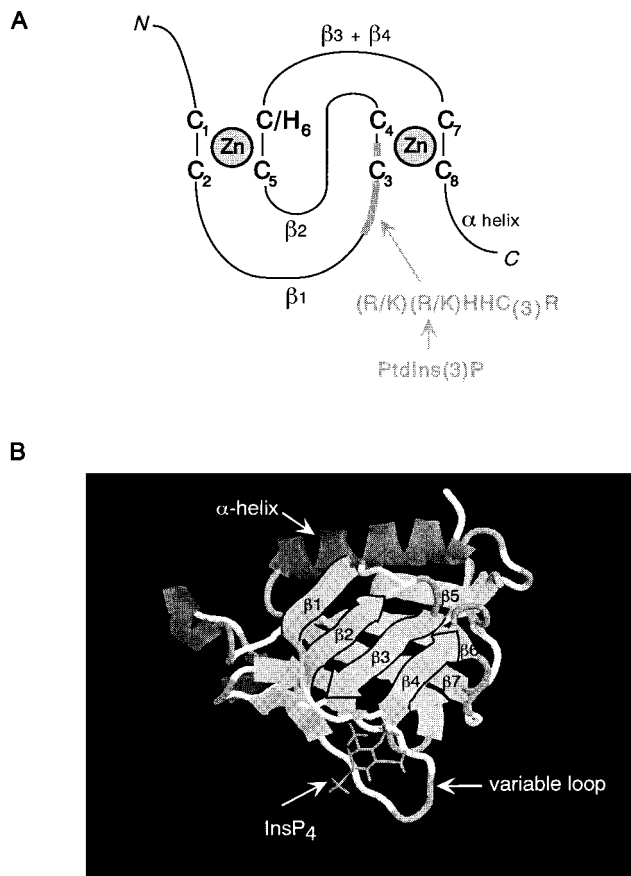 A
N
β3 + β4
C1 Zn C/H6 C4 Zn C7
C2 C5 C3 C8
β2
α helix
C
β1
(R/K)(R/K)HHC(3)R
PtdIns(3)P
B
α-helix
β1
β5
β2
β3
β6
β4
β7
variable loop
InsP4